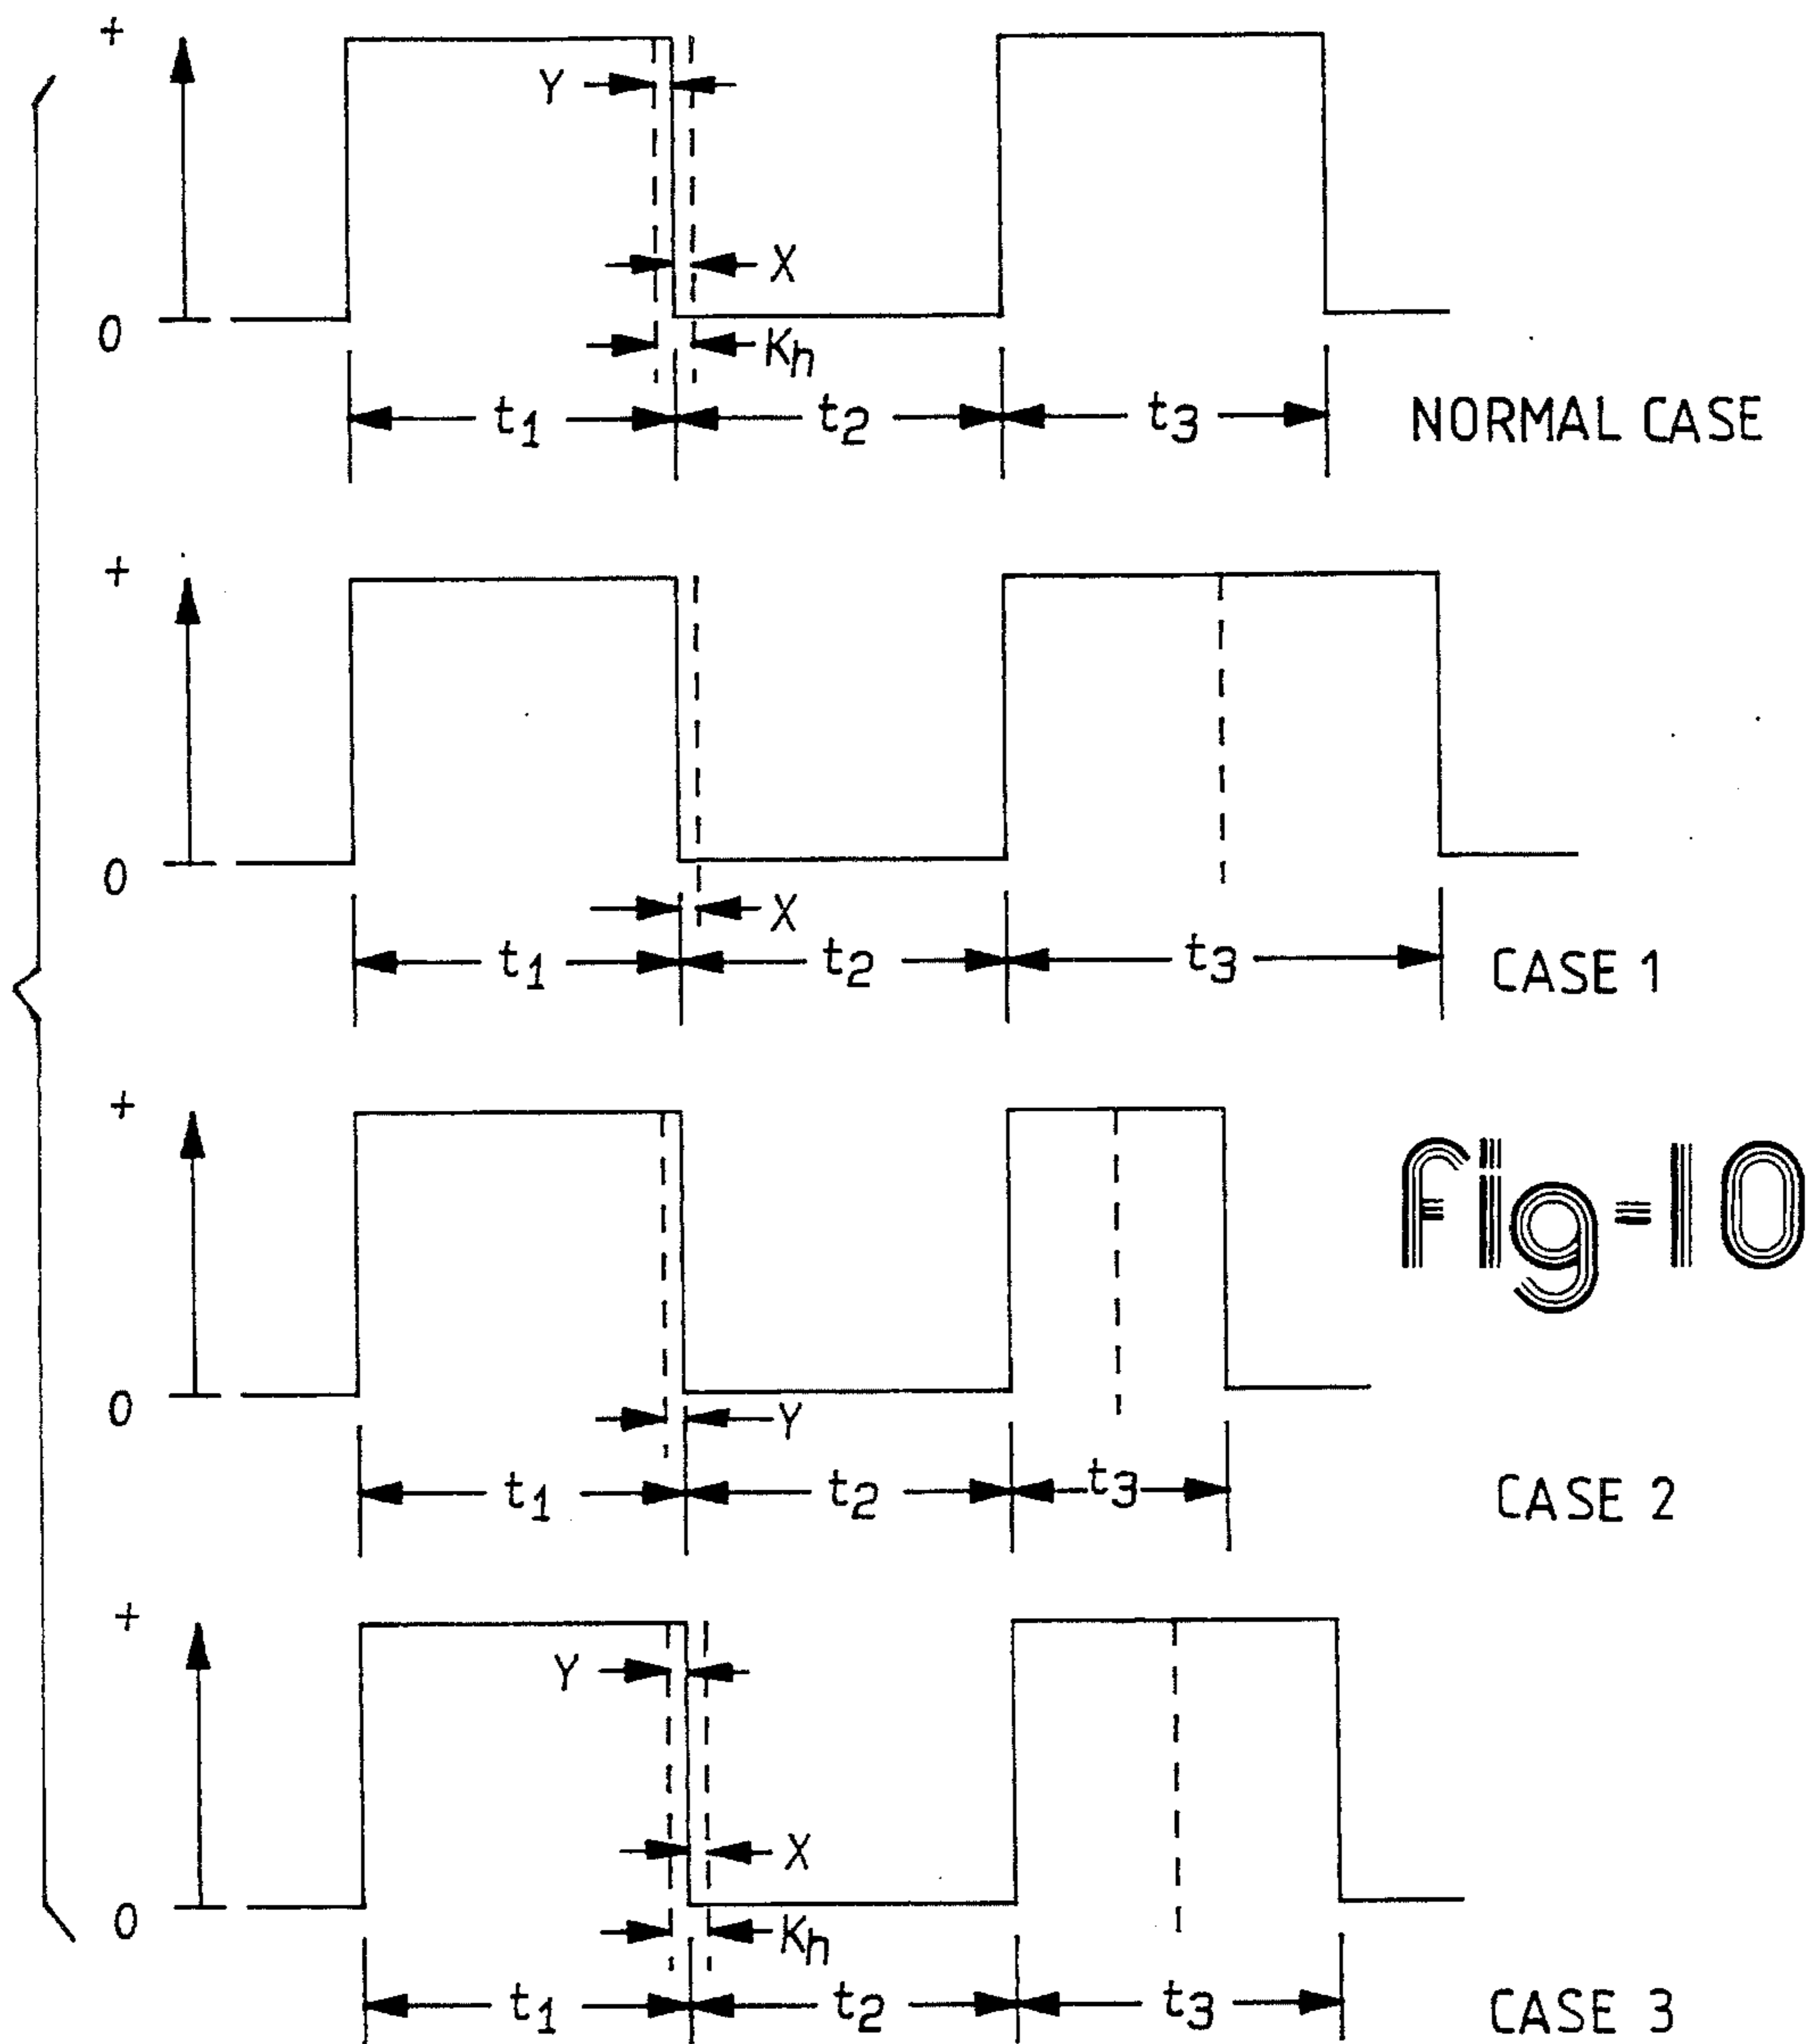 +
Y
X
0
Kh
t1 t2 t3
NORMAL CASE
+
0
X
t1 t2 t3
CASE 1
+
Fig-10
0
Y
t1 t2 t3
CASE 2
+
Y
X
0
Kh
t1 t2 t3
CASE 3